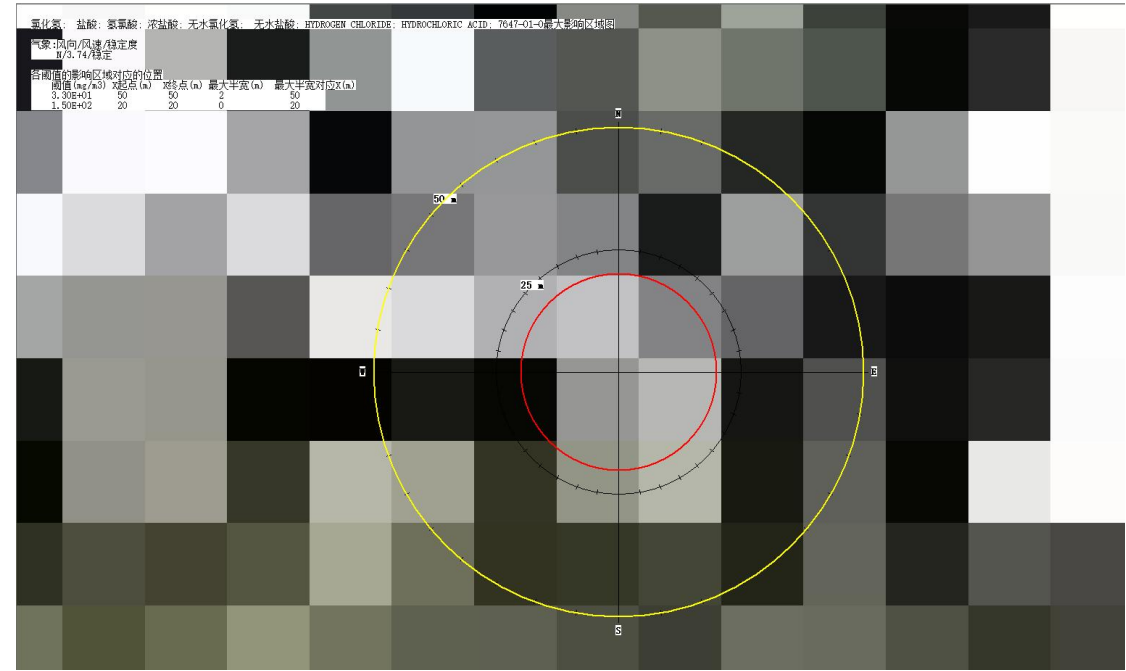 氯化氢; 盐酸; 氢氯酸; 浓盐酸; 无水氯化氢; 无水盐酸; HYDROGEN CHLORIDE; HYDROCHLORIC ACID; 7647-01-0最大影响区域图
气象:风向/风速/稳定度
N/3.74/稳定
各阈值的影响区域对应的位置
阈值(mg/m3) X起点(m) X终点(m) 最大半宽(m) 最大半宽对应X(m)
3.30E+01 50 50 2 50
1.50E+02 20 20 0 20
N
50 m
25 m
W
E
S